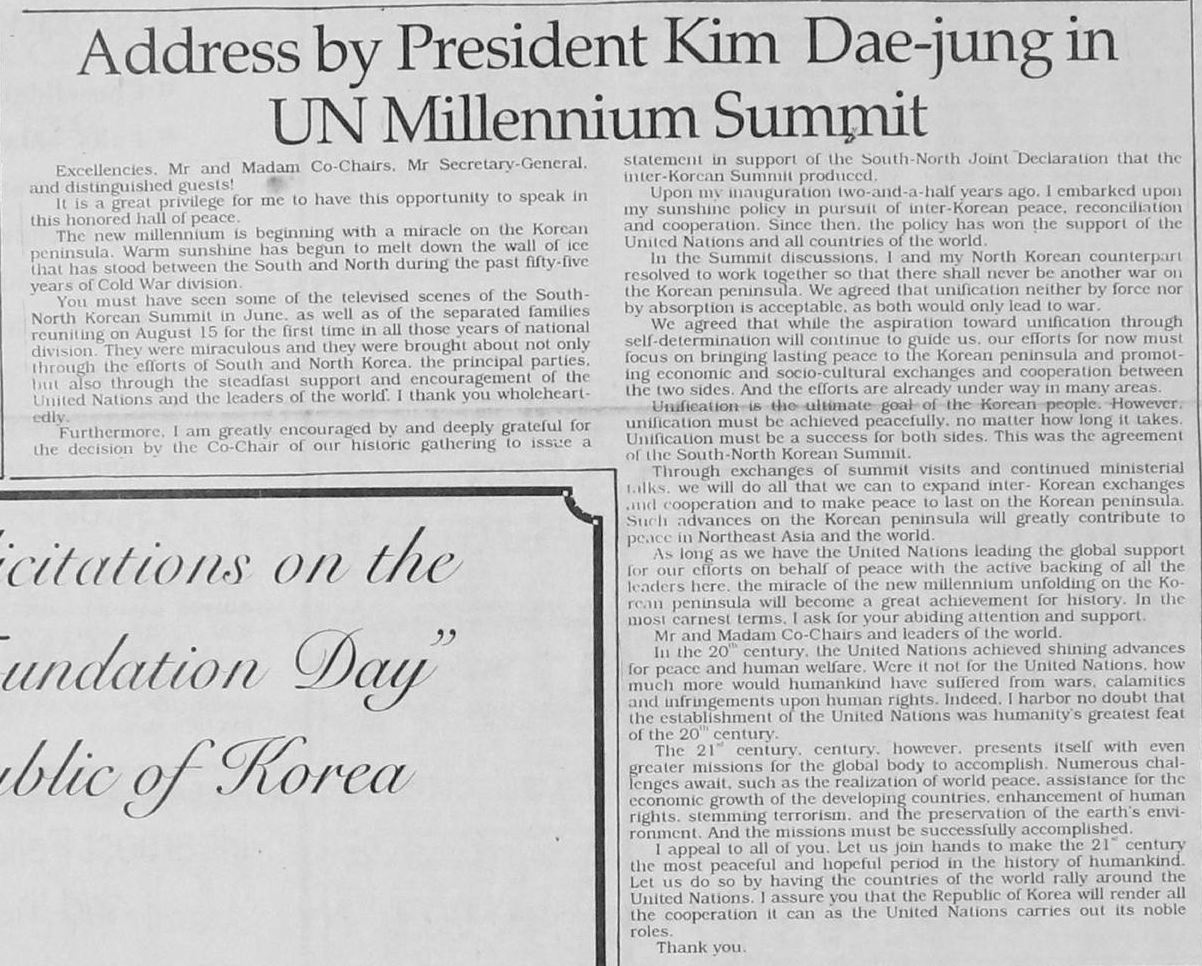 Address by President Kim Dae-jung in
UN Millennium Summit
Excellencies, Mr and Madam Co-Chairs, Mr Secretary-General,
and distinguished guests!
It is a great privilege for me to have this opportunity to speak in
this honored hall of peace.
The new millennium is beginning with a miracle on the Korean
peninsula. Warm sunshine has begun to melt down the wall of ice
that has stood between the South and North during the past fifty-five
years of Cold War division.
You must have seen some of the televised scenes of the South-
North Korean Summit in June, as well as of the separated families
reuniting on August 15 for the first time in all those years of national
division. They were miraculous and they were brought about not only
through the efforts of South and North Korea, the principal parties,
but also through the steadfast support and encouragement of the
United Nations and the leaders of the world. I thank you wholeheart-
edly.
Furthermore, I am greatly encouraged by and deeply grateful for
the decision by the Co-Chair of our historic gathering to issue a
statement in support of the South-North Joint Declaration that the
inter-Korean Summit produced.
Upon my inauguration two-and-a-half years ago, I embarked upon
my sunshine policy in pursuit of inter-Korean peace, reconciliation
and cooperation. Since then, the policy has won the support of the
United Nations and all countries of the world.
In the Summit discussions, I and my North Korean counterpart
resolved to work together so that there shall never be another war on
the Korean peninsula. We agreed that unification neither by force nor
by absorption is acceptable, as both would only lead to war.
We agreed that while the aspiration toward unification through
self-determination will continue to guide us, our efforts for now must
focus on bringing lasting peace to the Korean peninsula and promot-
ing economic and socio-cultural exchanges and cooperation between
the two sides. And the efforts are already under way in many areas.
Unification is the ultimate goal of the Korean people. However,
unification must be achieved peacefully, no matter how long it takes.
Unification must be a success for both sides. This was the agreement
of the South-North Korean Summit.
Through exchanges of summit visits and continued ministerial
talks, we will do all that we can to expand inter- Korean exchanges
and cooperation and to make peace to last on the Korean peninsula.
Such advances on the Korean peninsula will greatly contribute to
peace in Northeast Asia and the world.
As long as we have the United Nations leading the global support
for our efforts on behalf of peace with the active backing of all the
leaders here, the miracle of the new millennium unfolding on the Ko-
rean peninsula will become a great achievement for history. In the
most earnest terms, I ask for your abiding attention and support.
Mr and Madam Co-Chairs and leaders of the world.
In the 20th century, the United Nations achieved shining advances
for peace and human welfare. Were it not for the United Nations, how
much more would humankind have suffered from wars, calamities
and infringements upon human rights. Indeed, I harbor no doubt that
the establishment of the United Nations was humanity's greatest feat
of the 20th century.
The 21st century, century, however, presents itself with even
greater missions for the global body to accomplish. Numerous chal-
lenges await, such as the realization of world peace, assistance for the
economic growth of the developing countries, enhancement of human
rights, stemming terrorism, and the preservation of the earth's envi-
ronment. And the missions must be successfully accomplished.
I appeal to all of you. Let us join hands to make the 21st century
the most peaceful and hopeful period in the history of humankind.
Let us do so by having the countries of the world rally around the
United Nations. I assure you that the Republic of Korea will render all
the cooperation it can as the United Nations carries out its noble
roles.
Thank you.
icitations on the
undation Day”
ublic of Korea